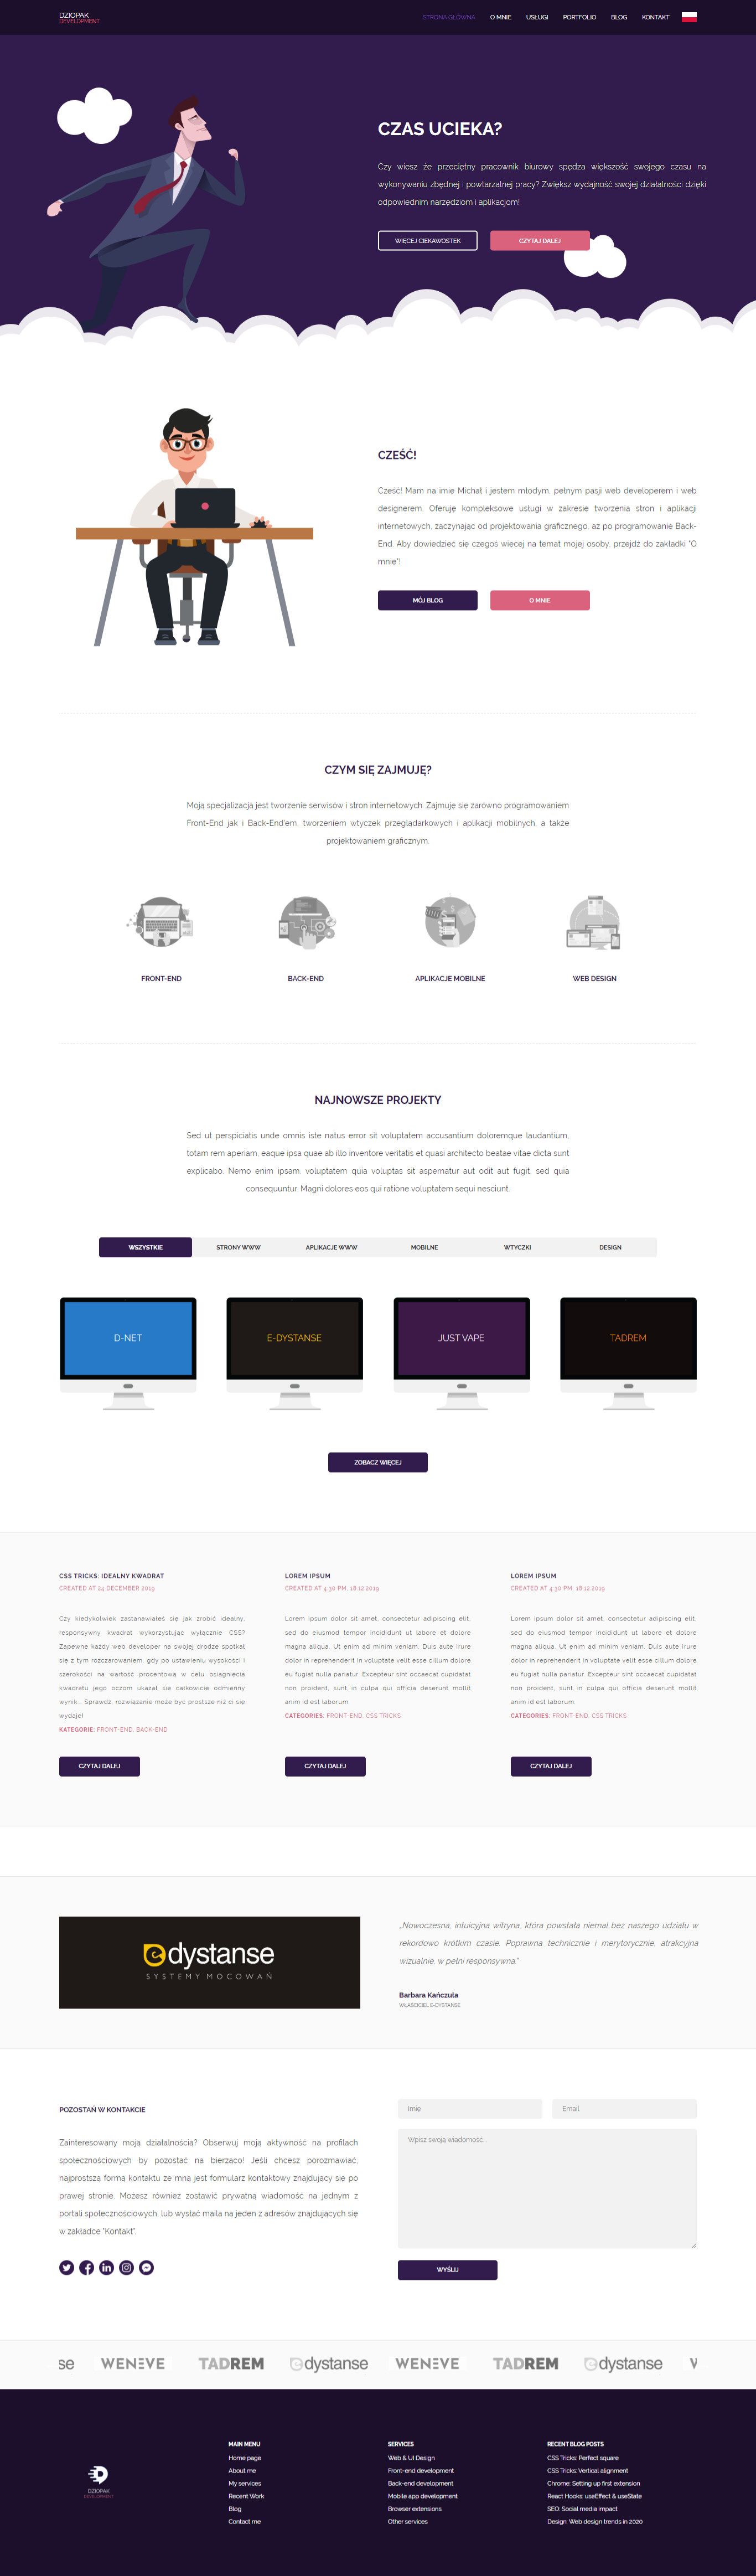 DZIOPAK
DEVELOPMENT
STRONA GŁÓWNA
O MNIE
USŁUGI
PORTFOLIO
BLOG
KONTAKT
CZAS UCIEKA?
Czy wiesz że przeciętny pracownik biurowy spędza większość swojego czasu na
wykonywaniu zbędnej i powtarzalnej pracy? Zwiększ wydajność swojej działalności dzięki
odpowiednim narzędziom i aplikacjom!
WIĘCEJ CIEKAWOSTEK
CZYTAJ DALEJ
CZEŚĆ!
Cześć! Mam na imię Michał i jestem młodym, pełnym pasji web developerem i web
designerem. Oferuję kompleksowe usługi w zakresie tworzenia stron i aplikacji
internetowych, zaczynając od projektowania graficznego, aż po programowanie Back-
End. Aby dowiedzieć się czegoś więcej na temat mojej osoby, przejdź do zakładki "O
mnie"!
MÓJ BLOG
O MNIE
CZYM SIĘ ZAJMUJĘ?
Moją specjalizacją jest tworzenie serwisów i stron internetowych. Zajmuję się zarówno programowaniem
Front-End jak i Back-End'em, tworzeniem wtyczek przeglądarkowych i aplikacji mobilnych, a także
projektowaniem graficznym.
FRONT-END
BACK-END
APLIKACJE MOBILNE
WEB DESIGN
NAJNOWSZE PROJEKTY
Sed ut perspiciatis unde omnis iste natus error sit voluptatem accusantium doloremque laudantium,
totam rem aperiam, eaque ipsa quae ab illo inventore veritatis et quasi architecto beatae vitae dicta sunt
explicabo. Nemo enim ipsam voluptatem quia voluptas sit aspernatur aut odit aut fugit, sed quia
consequuntur. Magni dolores eos qui ratione voluptatem sequi nesciunt.
WSZYSTKIE
STRONY WWW
APLIKACJE WWW
MOBILNE
WTYCZKI
DESIGN
D-NET
E-DYSTANSE
JUST VAPE
TADREM
ZOBACZ WIĘCEJ
CSS TRICKS: IDEALNY KWADRAT
CREATED AT 24 DECEMBER 2019
Czy kiedykolwiek zastanawiałeś się jak zrobić idealny,
responsywny kwadrat wykorzystując wyłącznie CSS?
Zapewne każdy web developer na swojej drodze spotkał
się z tym rozczarowaniem, gdy po ustawieniu wysokości i
szerokości na wartość procentową w celu osiągnięcia
kwadratu jego oczom ukazał się całkowicie odmienny
wynik... Sprawdź, rozwiązanie może być prostsze niż ci się
wydaje!
KATEGORIE: FRONT-END, BACK-END
CZYTAJ DALEJ
LOREM IPSUM
CREATED AT 4:30 PM, 18.12.2019
Lorem ipsum dolor sit amet, consectetur adipiscing elit,
sed do eiusmod tempor incididunt ut labore et dolore
magna aliqua. Ut enim ad minim veniam. Duis aute irure
dolor in reprehenderit in voluptate velit esse cillum dolore
eu fugiat nulla pariatur. Excepteur sint occaecat cupidatat
non proident, sunt in culpa qui officia deserunt mollit
anim id est laborum.
CATEGORIES: FRONT-END, CSS TRICKS
CZYTAJ DALEJ
LOREM IPSUM
CREATED AT 4:30 PM, 18.12.2019
Lorem ipsum dolor sit amet, consectetur adipiscing elit,
sed do eiusmod tempor incididunt ut labore et dolore
magna aliqua. Ut enim ad minim veniam. Duis aute irure
dolor in reprehenderit in voluptate velit esse cillum dolore
eu fugiat nulla pariatur. Excepteur sint occaecat cupidatat
non proident, sunt in culpa qui officia deserunt mollit
anim id est laborum.
CATEGORIES: FRONT-END, CSS TRICKS
CZYTAJ DALEJ
edystanse
SYSTEMY MOCOWAŃ
„Nowoczesna, intuicyjna witryna, która powstała niemal bez naszego udziału w
rekordowo krótkim czasie. Poprawna technicznie i merytorycznie, atrakcyjna
wizualnie, w pełni responsywna."
Barbara Kańczuła
WŁAŚCICIEL E-DYSTANSE
POZOSTAŃ W KONTAKCIE
Zainteresowany moją działalnością? Obserwuj moją aktywność na profilach
społecznościowych by pozostać na bierząco! Jeśli chcesz porozmawiać,
najprostszą formą kontaktu ze mną jest formularz kontaktowy znajdujący się po
prawej stronie. Możesz również zostawić prywatną wiadomość na jednym z
portali społecznościowych, lub wysłać maila na jeden z adresów znajdujących się
w zakładce "Kontakt".
Imię
Email
Wpisz swoją wiadomość...
WYŚLIJ
se
WENEVE
TADREM
edystanse
WENEVE
TADREM
edystanse
DZIOPAK
DEVELOPMENT
MAIN MENU
Home page
About me
My services
Recent Work
Blog
Contact me
SERVICES
Web & UI Design
Front-end development
Back-end development
Mobile app development
Browser extensions
Other services
RECENT BLOG POSTS
CSS Tricks: Perfect square
CSS Tricks: Vertical alignment
Chrome: Setting up first extension
React Hooks: useEffect & useState
SEO: Social media impact
Design: Web design trends in 2020